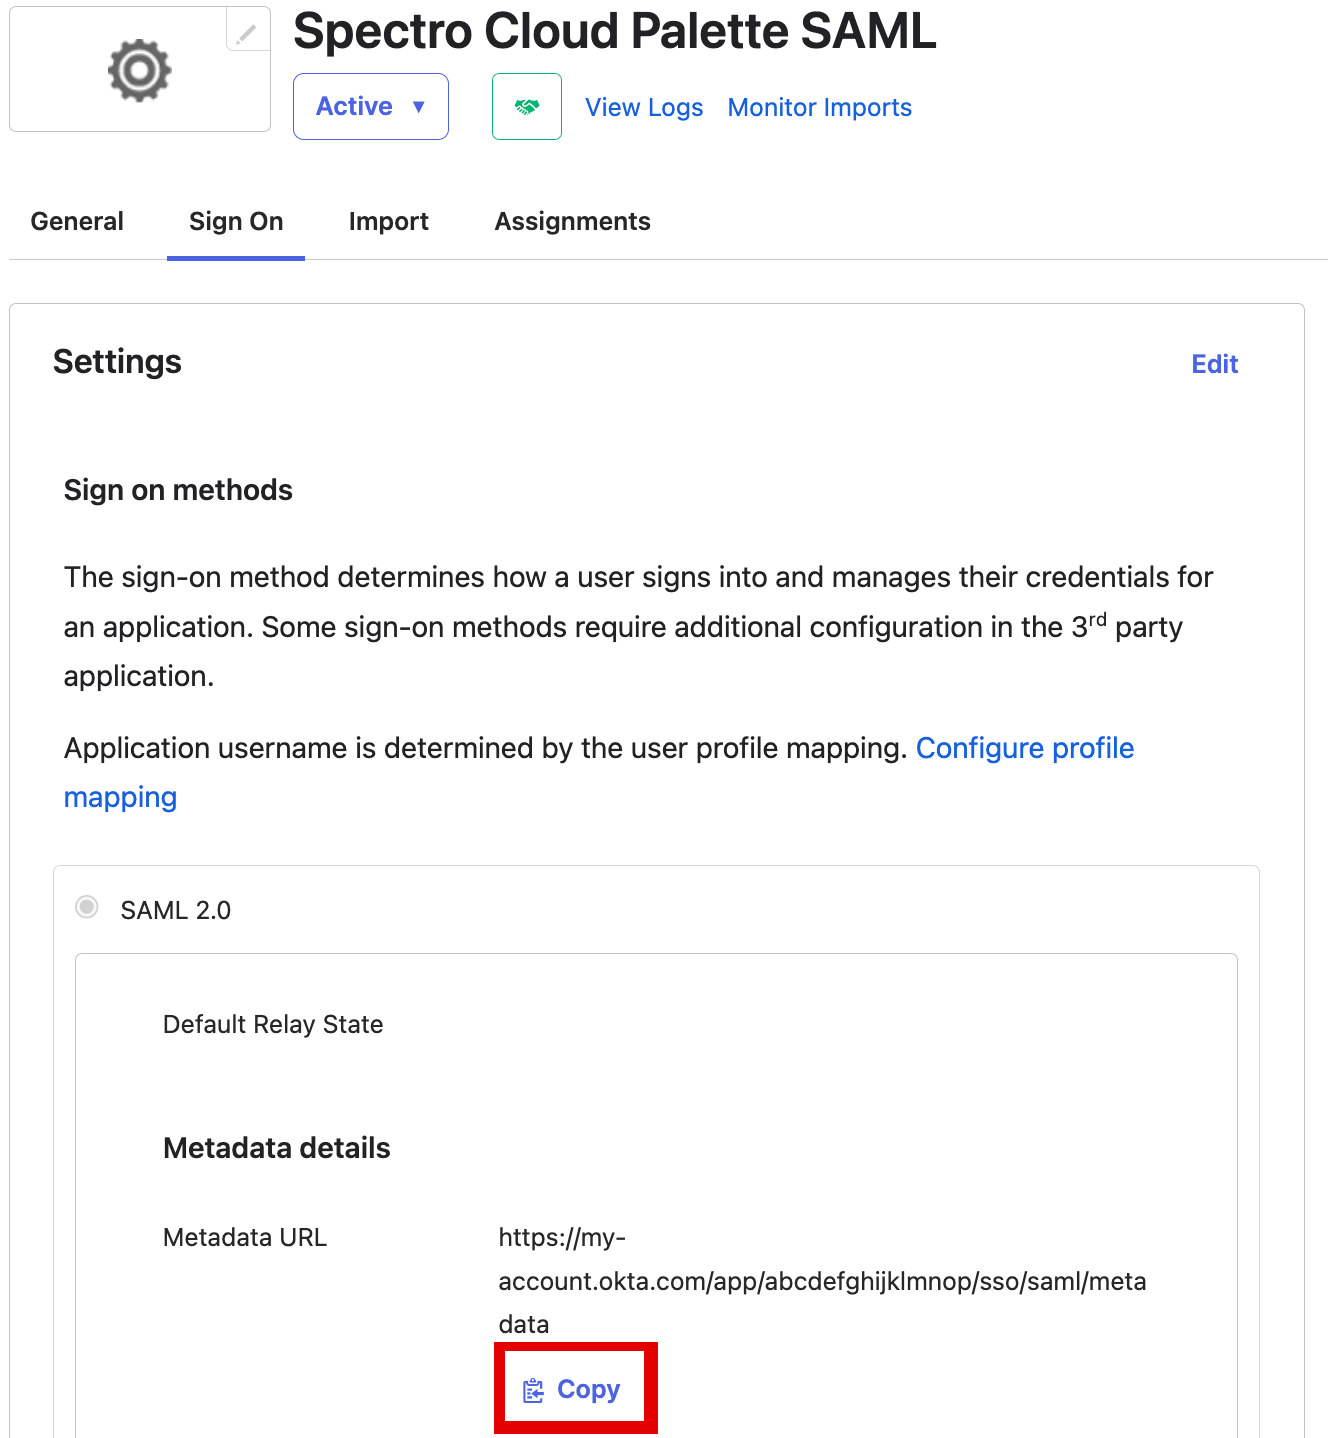 Spectro Cloud Palette SAML
Active ▼
View Logs
Monitor Imports
General
Sign On
Import
Assignments
Settings
Edit
Sign on methods
The sign-on method determines how a user signs into and manages their credentials for
an application. Some sign-on methods require additional configuration in the 3rd party
application.
Application username is determined by the user profile mapping. Configure profile
mapping
SAML 2.0
Default Relay State
Metadata details
Metadata URL
https://my-
account.okta.com/app/abcdefghijklmnop/sso/saml/meta
data
Copy